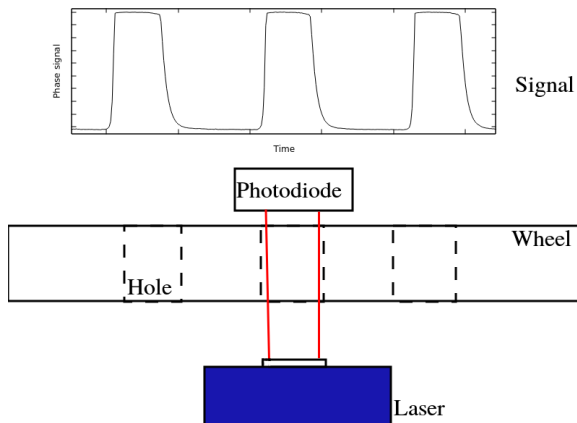 Phase signal
Signal
Time
Photodiode
Wheel
Hole
Laser